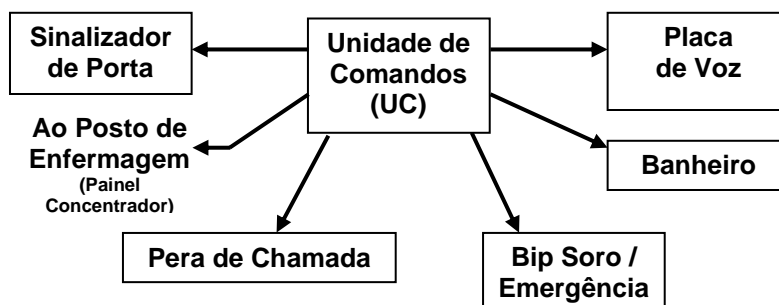 Sinalizador
de Porta
Unidade de
Comandos
(UC)
Placa
de Voz
Ao Posto de
Enfermagem
(Painel
Concentrador)
Banheiro
Pera de Chamada
Bip Soro /
Emergência